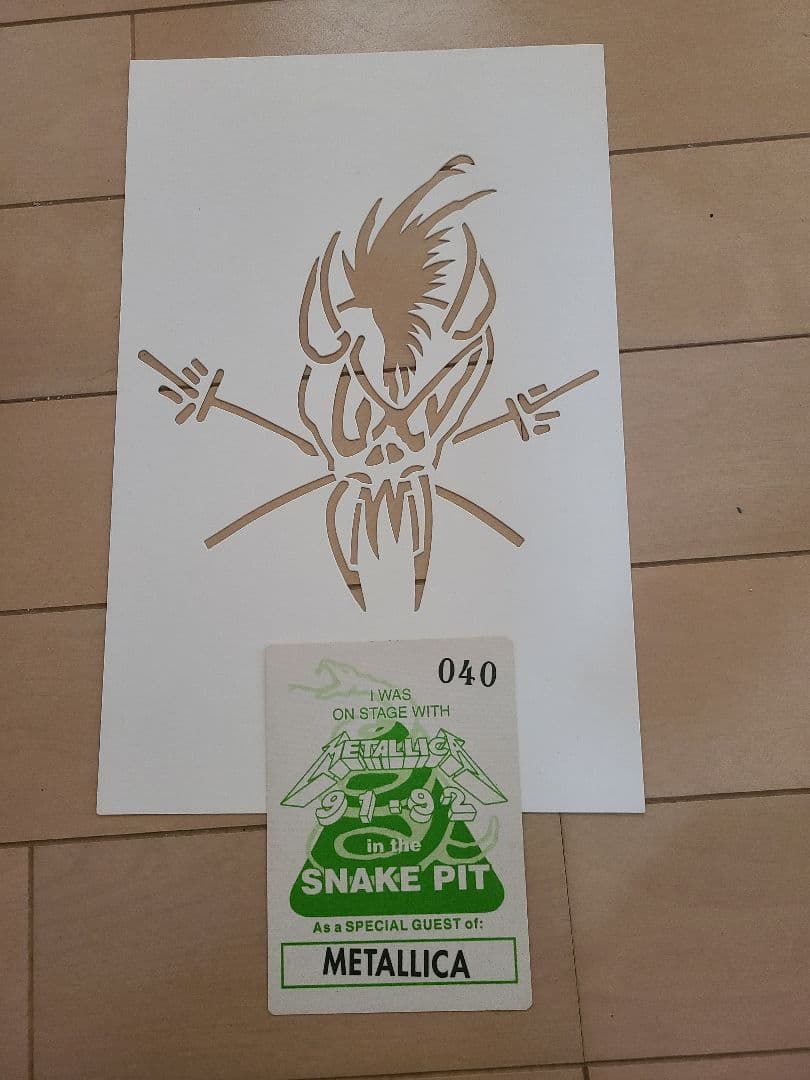 040
I WAS
ON STAGE WITH
METALLICA
91-92
in the
SNAKE PIT
As a SPECIAL GUEST of:
METALLICA